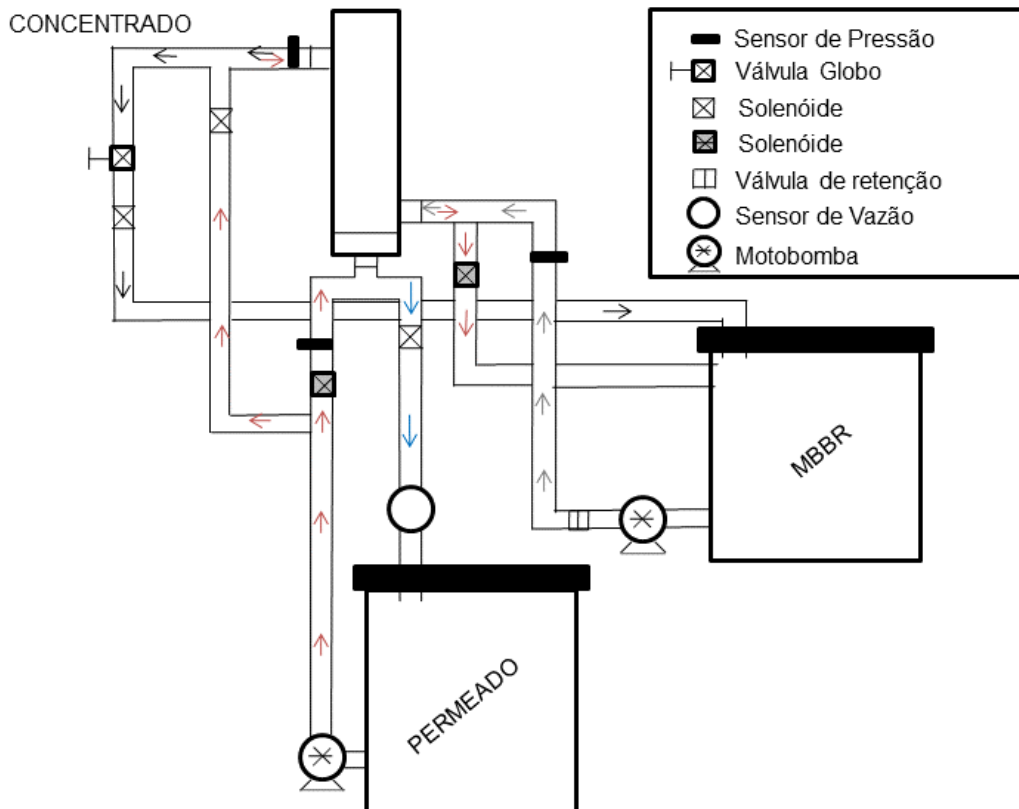 CONCENTRADO
Sensor de Pressão
Válvula Globo
Solenóide
Solenóide
Válvula de retenção
Sensor de Vazão
Motobomba
MBBR
PERMEADO